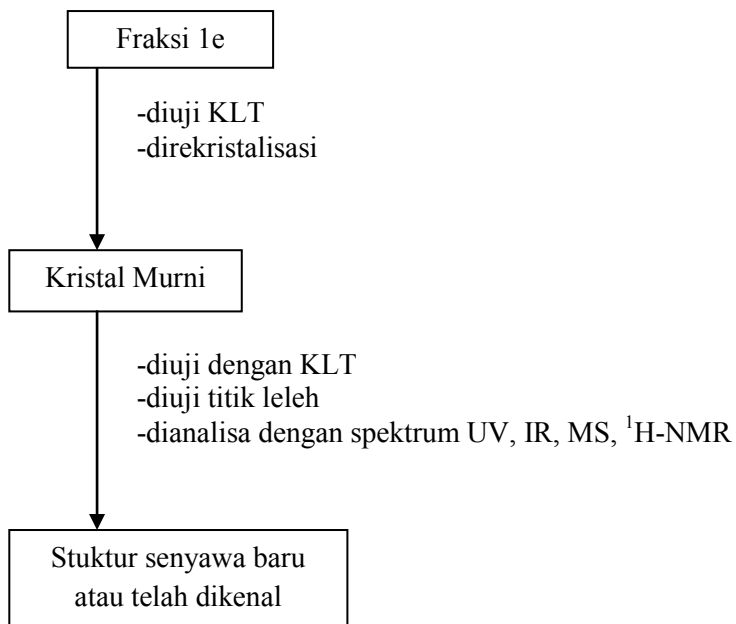 Fraksi 1e
-diuji KLT
-direkristalisasi
Kristal Murni
-diuji dengan KLT
-diuji titik leleh
-dianalisa dengan spektrum UV, IR, MS, ¹H-NMR
Stuktur senyawa baru
atau telah dikenal